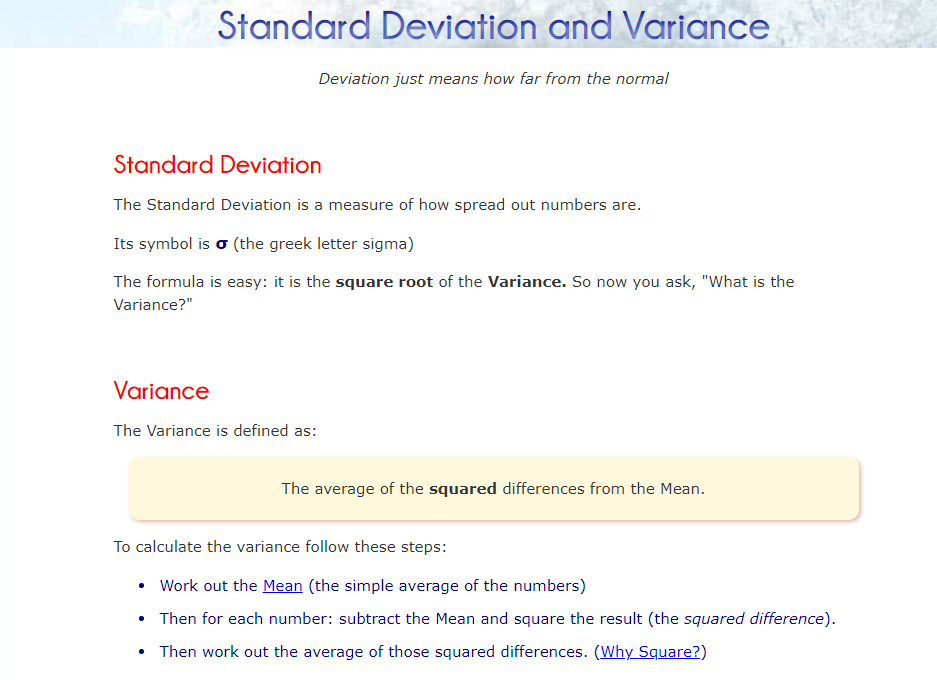 Standard Deviation and Variance
Deviation just means how far from the normal
Standard Deviation
The Standard Deviation is a measure of how spread out numbers are.
Its symbol is σ (the greek letter sigma)
The formula is easy: it is the square root of the Variance. So now you ask, "What is the
Variance?"
Variance
The Variance is defined as:
The average of the squared differences from the Mean.
To calculate the variance follow these steps:
• Work out the Mean (the simple average of the numbers)
• Then for each number: subtract the Mean and square the result (the squared difference).
• Then work out the average of those squared differences. (Why Square?)